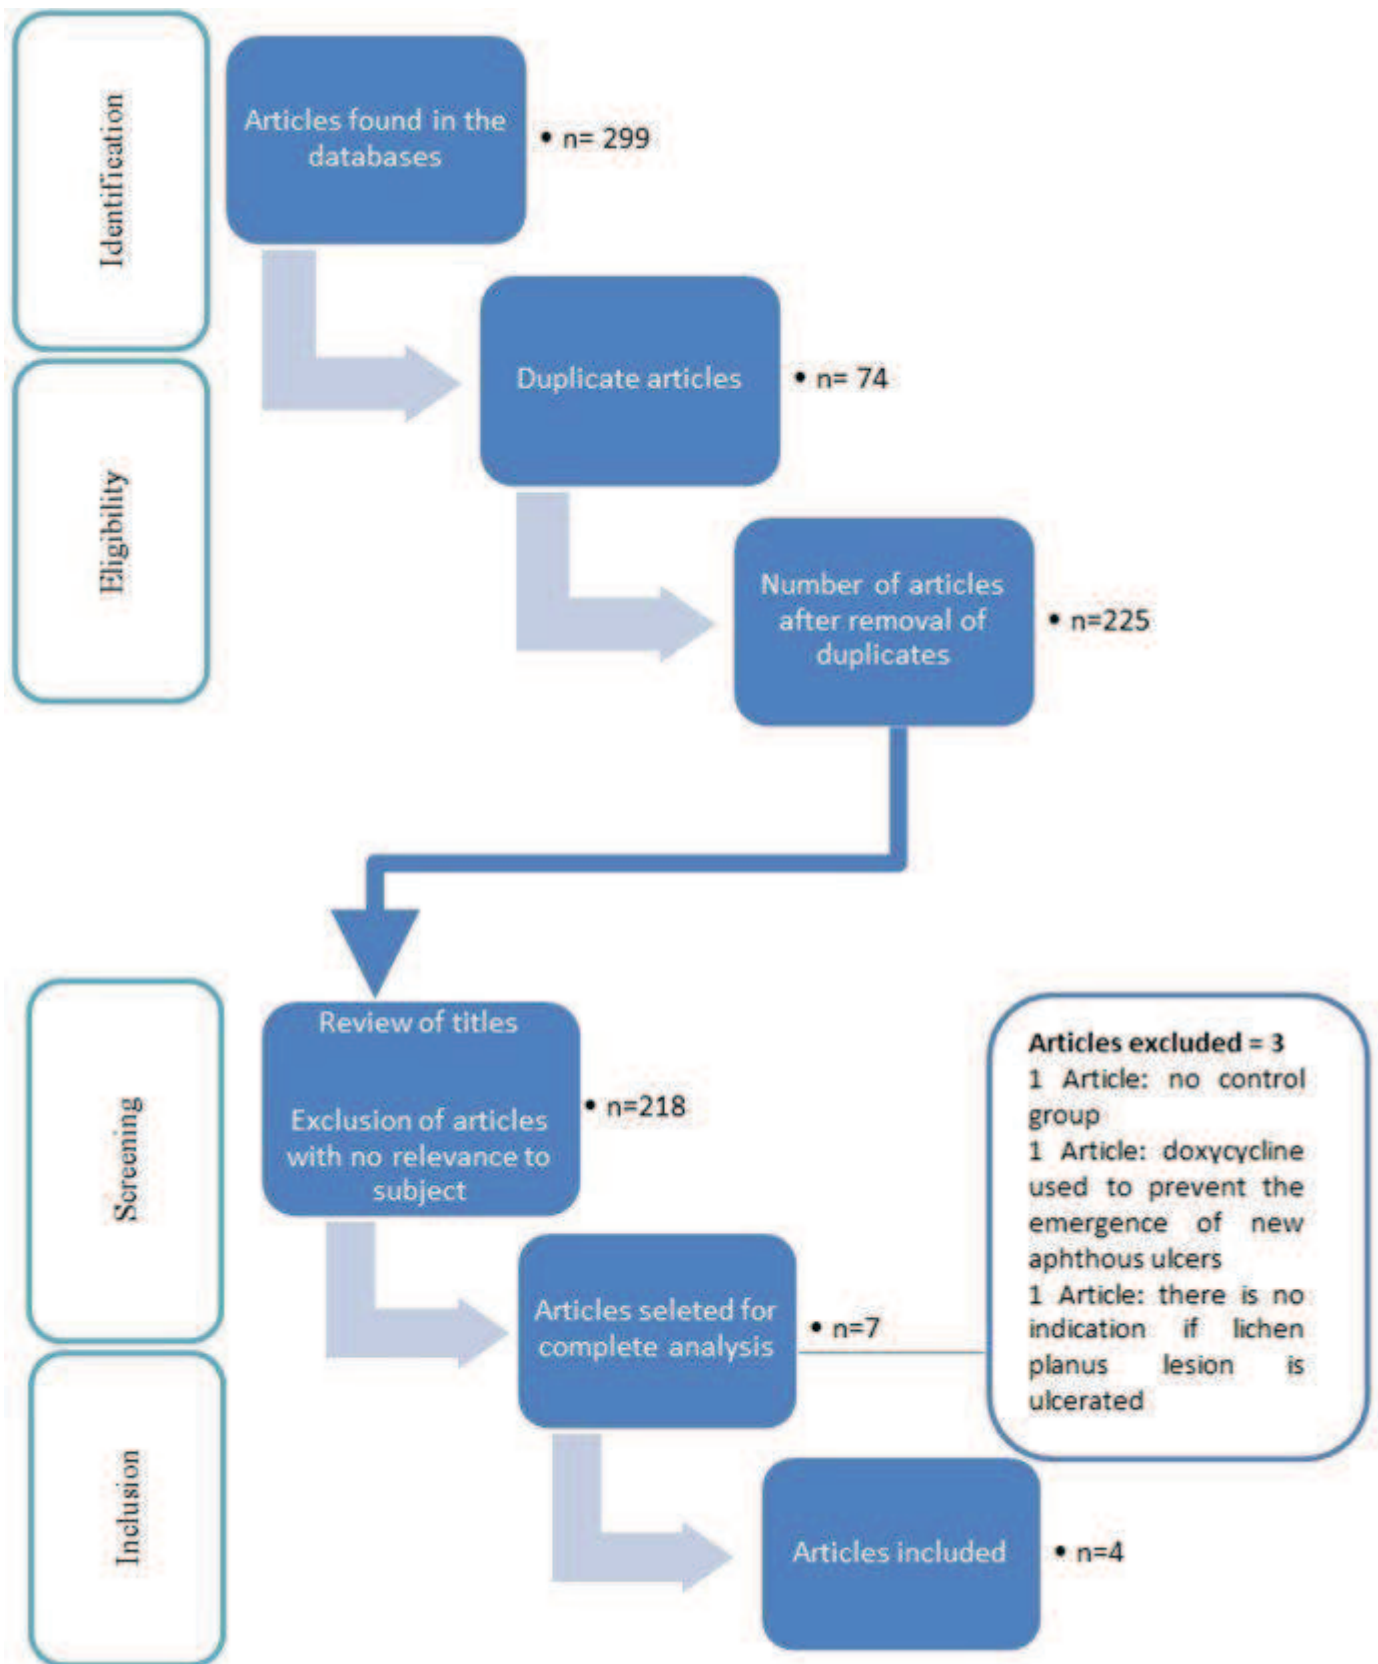 Identification
Articles found in the
databases
• n= 299
Eligibility
Duplicate articles
• n= 74
Number of articles
after removal of
duplicates
• n=225
Screening
Review of titles
Exclusion of articles
with no relevance to
subject
• n=218
Articles seleted for
complete analysis
• n=7
Articles excluded = 3
1 Article: no control
group
1 Article: doxycycline
used to prevent the
emergence of new
aphthous ulcers
1 Article: there is no
indication if lichen
planus lesion is
ulcerated
Inclusion
Articles included
• n=4